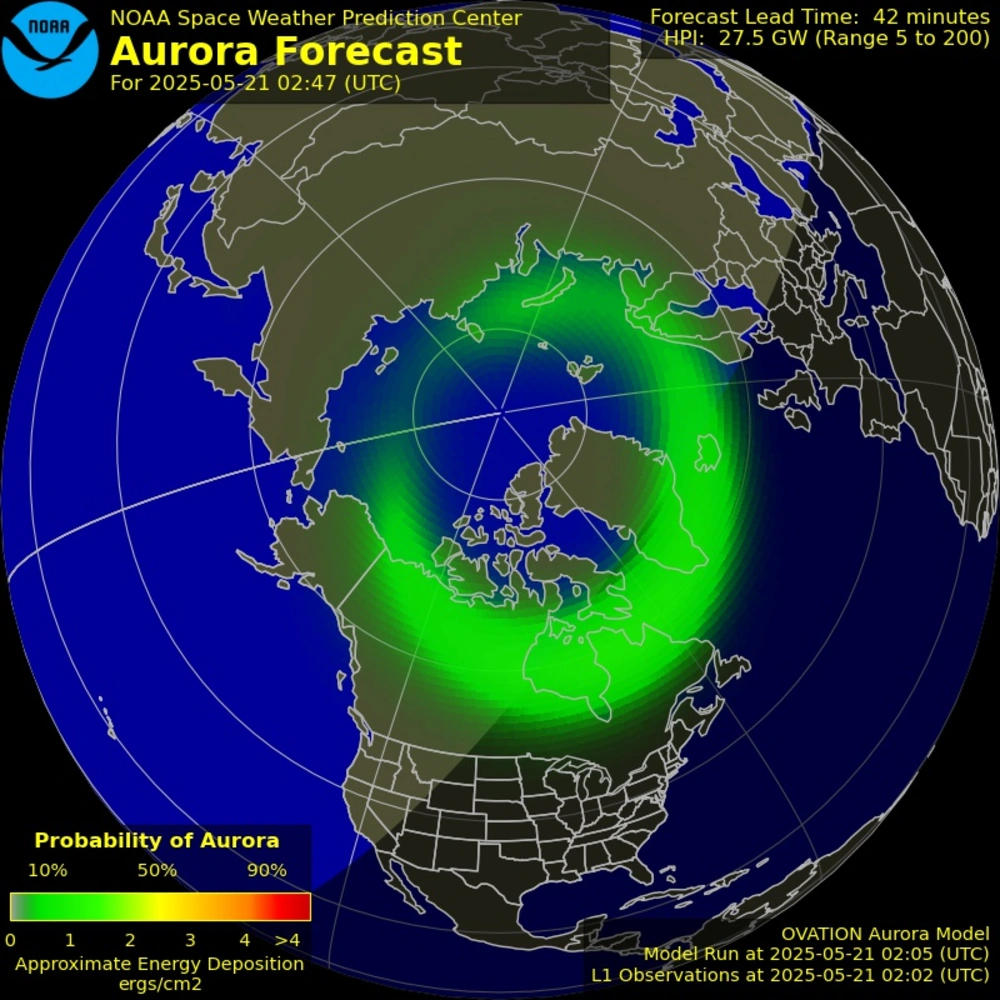 NOAA
NOAA Space Weather Prediction Center
Aurora Forecast
For 2025-05-21 02:47 (UTC)
Forecast Lead Time: 42 minutes
HPI: 27.5 GW (Range 5 to 200)
Probability of Aurora
10% 50% 90%
0 1 2 3 4 >4
Approximate Energy Deposition
ergs/cm2
OVATION Aurora Model
Model Run at 2025-05-21 02:05 (UTC)
L1 Observations at 2025-05-21 02:02 (UTC)